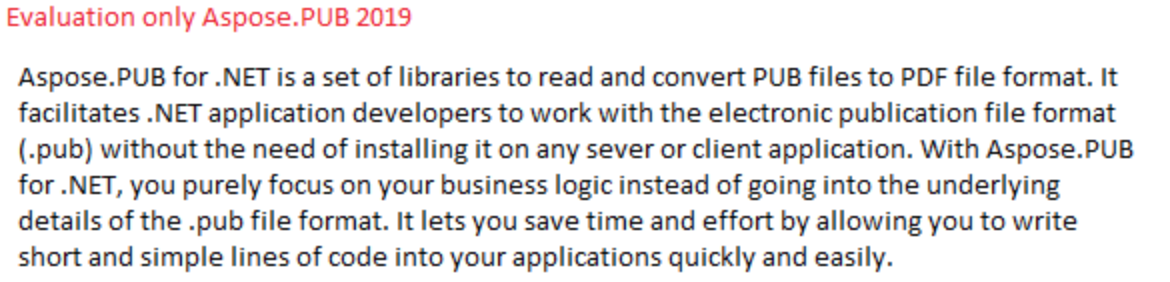 Evaluation only Aspose.PUB 2019
Aspose.PUB for .NET is a set of libraries to read and convert PUB files to PDF file format. It
facilitates .NET application developers to work with the electronic publication file format
(.pub) without the need of installing it on any sever or client application. With Aspose.PUB
for .NET, you purely focus on your business logic instead of going into the underlying
details of the .pub file format. It lets you save time and effort by allowing you to write
short and simple lines of code into your applications quickly and easily.